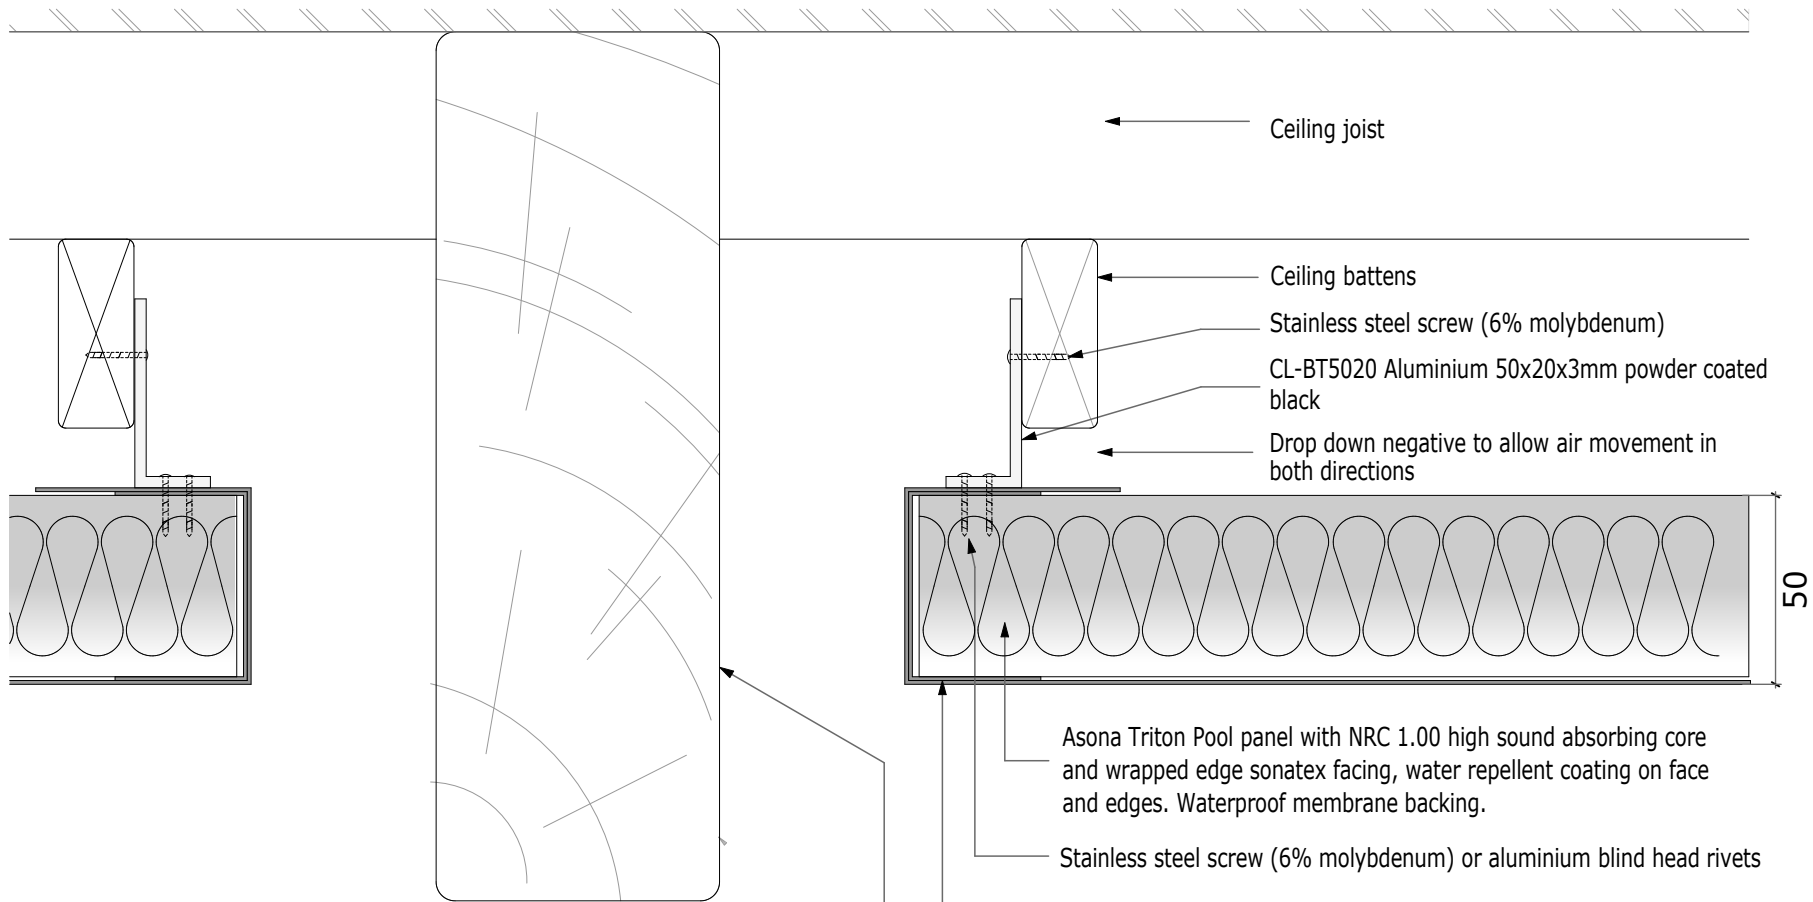 Ceiling joist
Ceiling battens
Stainless steel screw (6% molybdenum)
CL-BT5020 Aluminium 50x20x3mm powder coated
black
Drop down negative to allow air movement in
both directions
50
Asona Triton Pool panel with NRC 1.00 high sound absorbing core
and wrapped edge sonatex facing, water repellent coating on face
and edges. Waterproof membrane backing.
Stainless steel screw (6% molybdenum) or aluminium blind head rivets